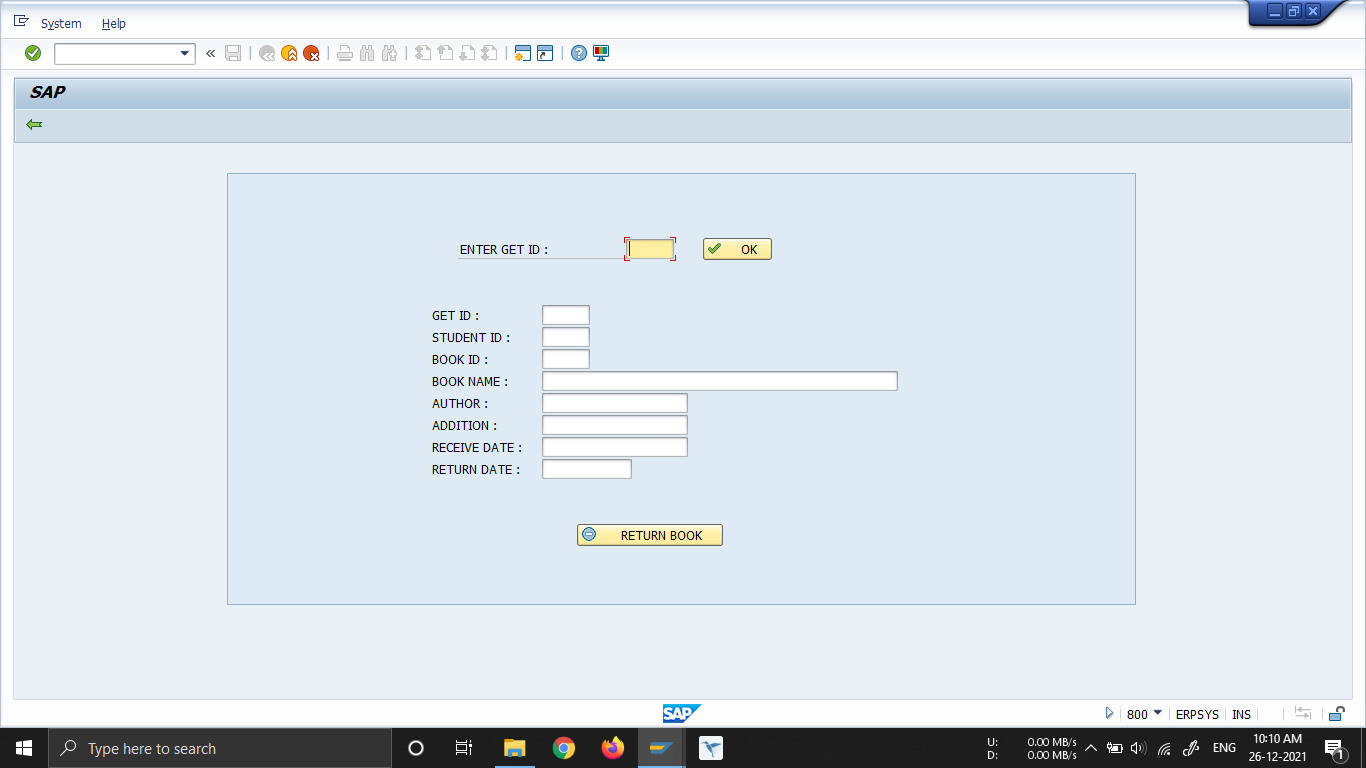 System Help
SAP
ENTER GET ID :
OK
GET ID :
STUDENT ID :
BOOK ID :
BOOK NAME :
AUTHOR :
ADDITION :
RECEIVE DATE :
RETURN DATE :
RETURN BOOK
SAP
800 ERPSYS INS
Type here to search
U: 0.00 MB/s
D: 0.00 MB/s
ENG
10:10 AM
26-12-2021
1